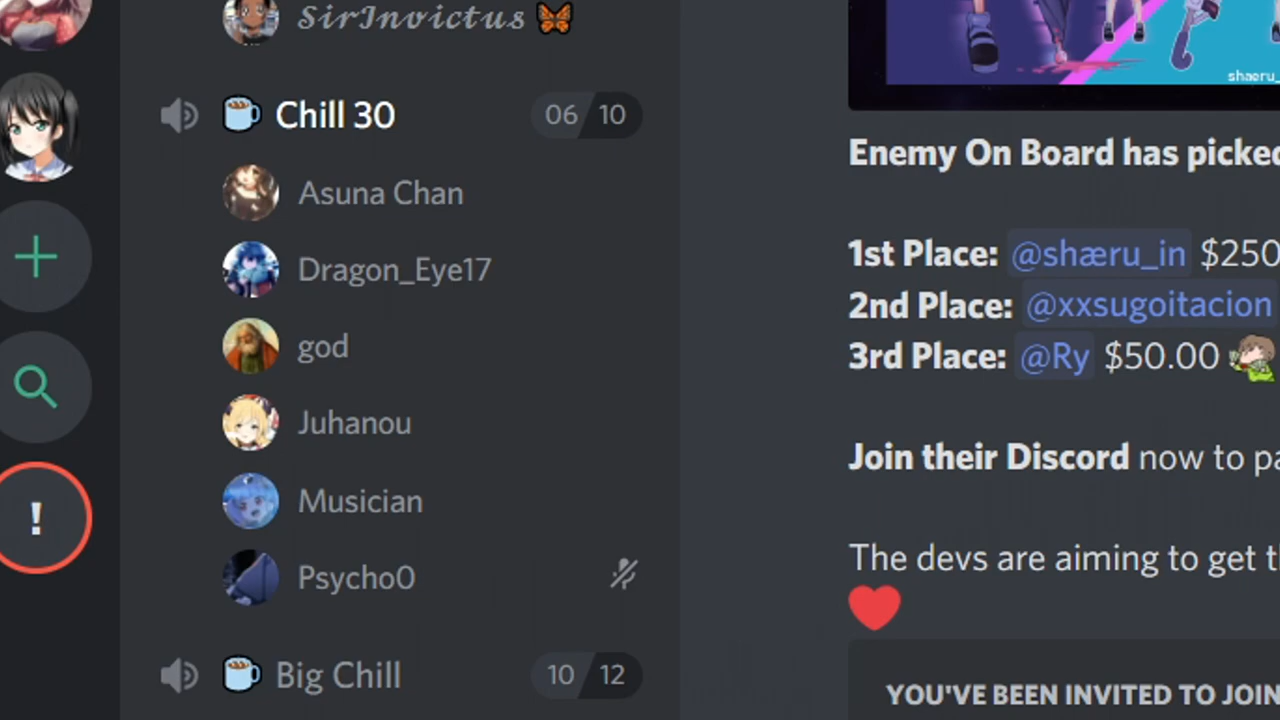 𝓢𝓲𝓻𝓘𝓷𝓿𝓲𝓬𝓽𝓾𝓼
Chill 30 06 10
Asuna Chan
Dragon_Eye17
god
Juhanou
Musician
Psycho0
Big Chill 10 12
!
shaeru_
Enemy On Board has picked
1st Place: @shæru_in $250
2nd Place: @xxsugoitacion
3rd Place: @Ry $50.00
Join their Discord now to pa
The devs are aiming to get t
YOU'VE BEEN INVITED TO JOIN